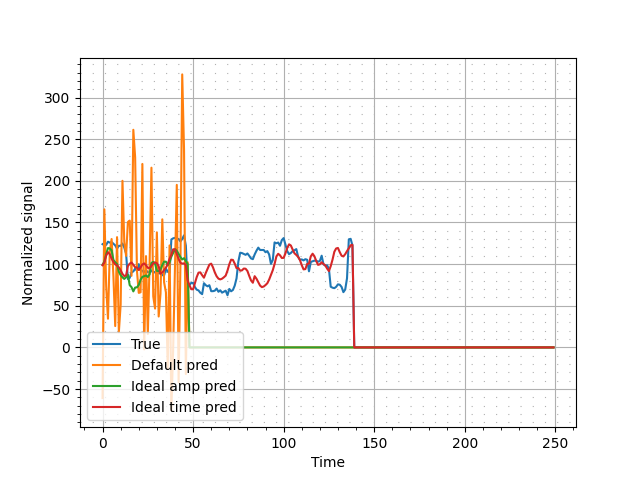 Normalized signal
300
250
200
150
100
50
0
−50
True
Default pred
Ideal amp pred
Ideal time pred
0
50
100
150
200
250
Time